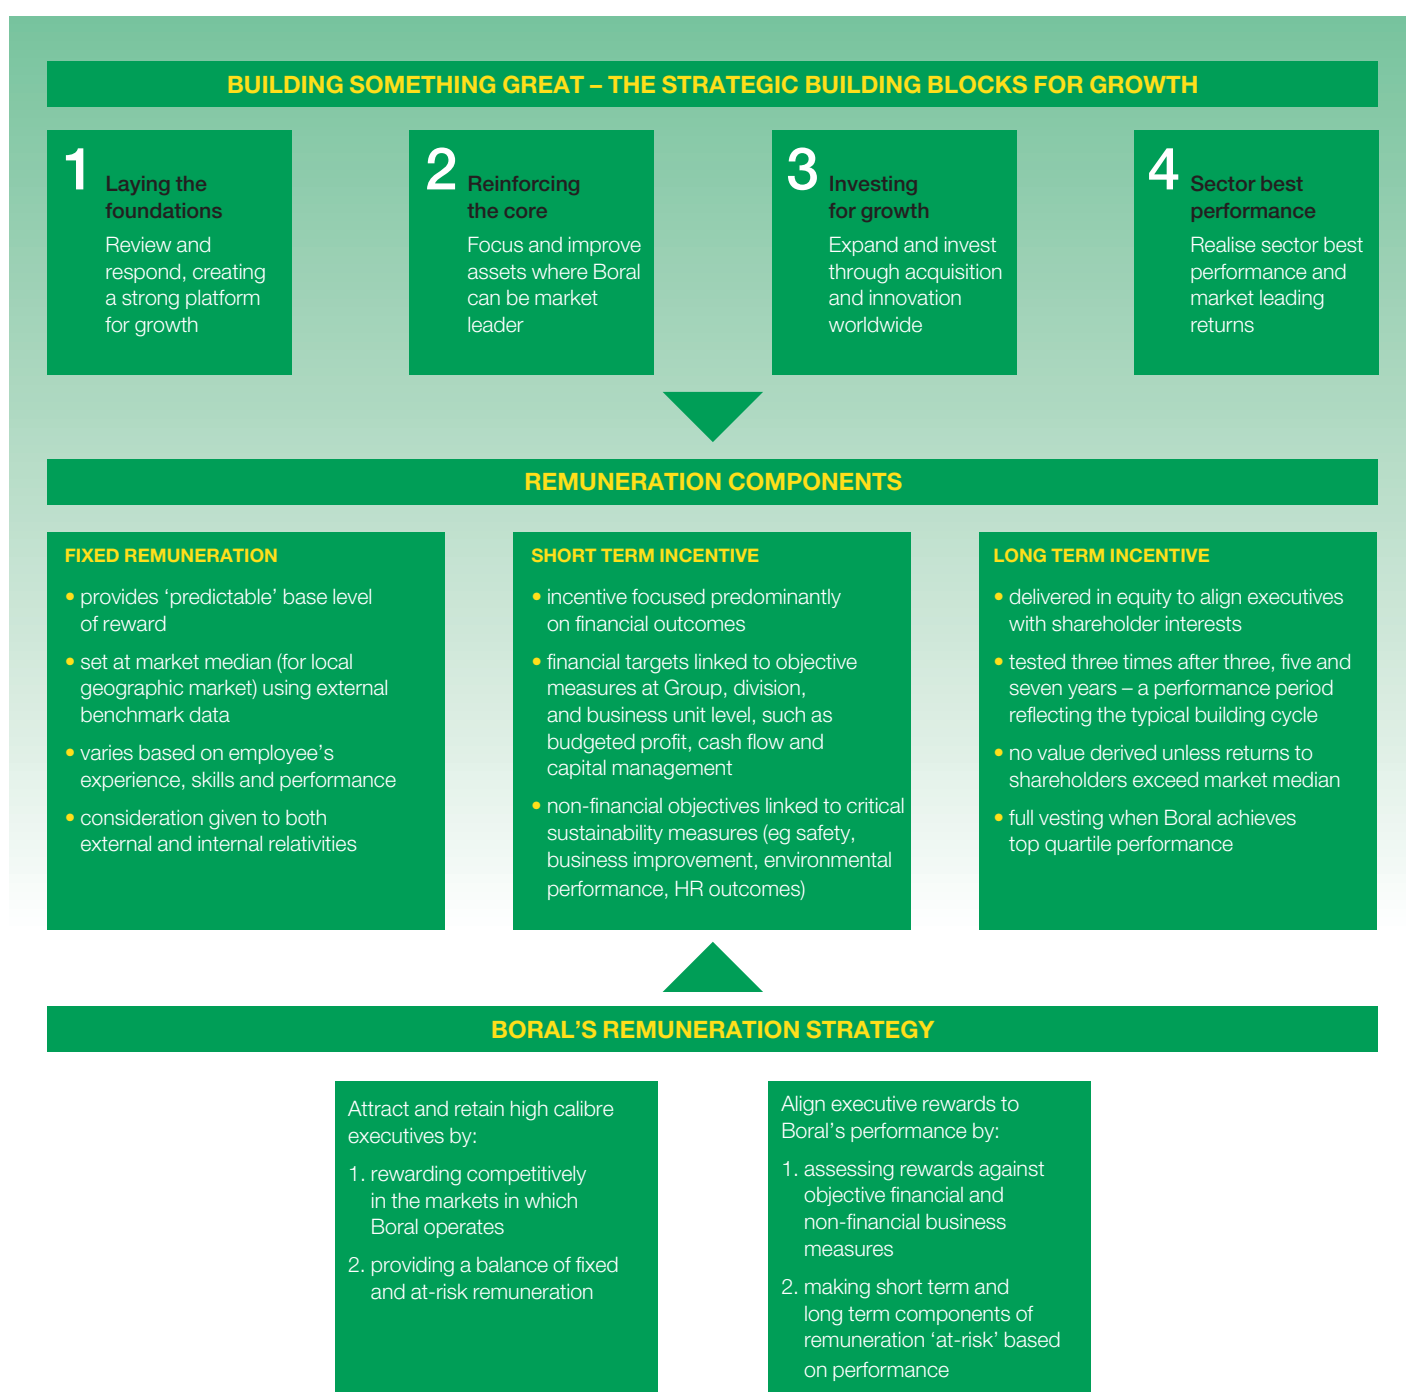 BUILDING SOMETHING GREAT – THE STRATEGIC BUILDING BLOCKS FOR GROWTH
1
Laying the
foundations
Review and
respond, creating
a strong platform
for growth
2
Reinforcing
the core
Focus and improve
assets where Boral
can be market
leader
3
Investing
for growth
Expand and invest
through acquisition
and innovation
worldwide
4
Sector best
performance
Realise sector best
performance and
market leading
returns
REMUNERATION COMPONENTS
FIXED REMUNERATION
• provides ‘predictable’ base level
of reward
• set at market median (for local
geographic market) using external
benchmark data
• varies based on employee’s
experience, skills and performance
• consideration given to both
external and internal relativities
SHORT TERM INCENTIVE
• incentive focused predominantly
on financial outcomes
• financial targets linked to objective
measures at Group, division,
and business unit level, such as
budgeted profit, cash flow and
capital management
• non-financial objectives linked to critical
sustainability measures (eg safety,
business improvement, environmental
performance, HR outcomes)
LONG TERM INCENTIVE
• delivered in equity to align executives
with shareholder interests
• tested three times after three, five and
seven years – a performance period
reflecting the typical building cycle
• no value derived unless returns to
shareholders exceed market median
• full vesting when Boral achieves
top quartile performance
BORAL’S REMUNERATION STRATEGY
Attract and retain high calibre
executives by:
1. rewarding competitively
in the markets in which
Boral operates
2. providing a balance of fixed
and at-risk remuneration
Align executive rewards to
Boral’s performance by:
1. assessing rewards against
objective financial and
non-financial business
measures
2. making short term and
long term components of
remuneration ‘at-risk’ based
on performance